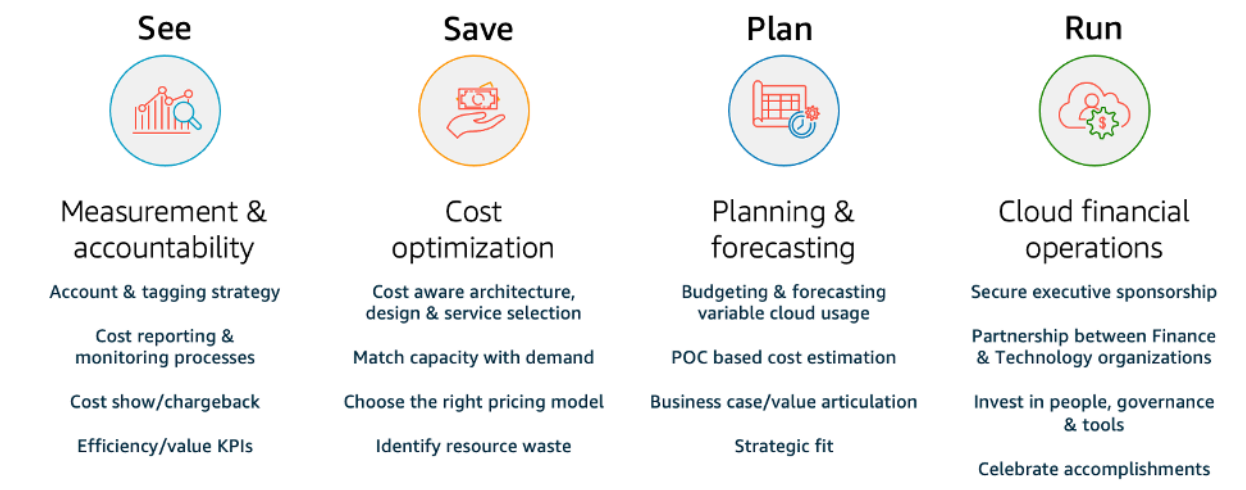 See
Measurement &
accountability
Account & tagging strategy
Cost reporting &
monitoring processes
Cost show/chargeback
Efficiency/value KPIs
Save
Cost
optimization
Cost aware architecture,
design & service selection
Match capacity with demand
Choose the right pricing model
Identify resource waste
Plan
Planning &
forecasting
Budgeting & forecasting
variable cloud usage
POC based cost estimation
Business case/value articulation
Strategic fit
Run
$
Cloud financial
operations
Secure executive sponsorship
Partnership between Finance
& Technology organizations
Invest in people, governance
& tools
Celebrate accomplishments